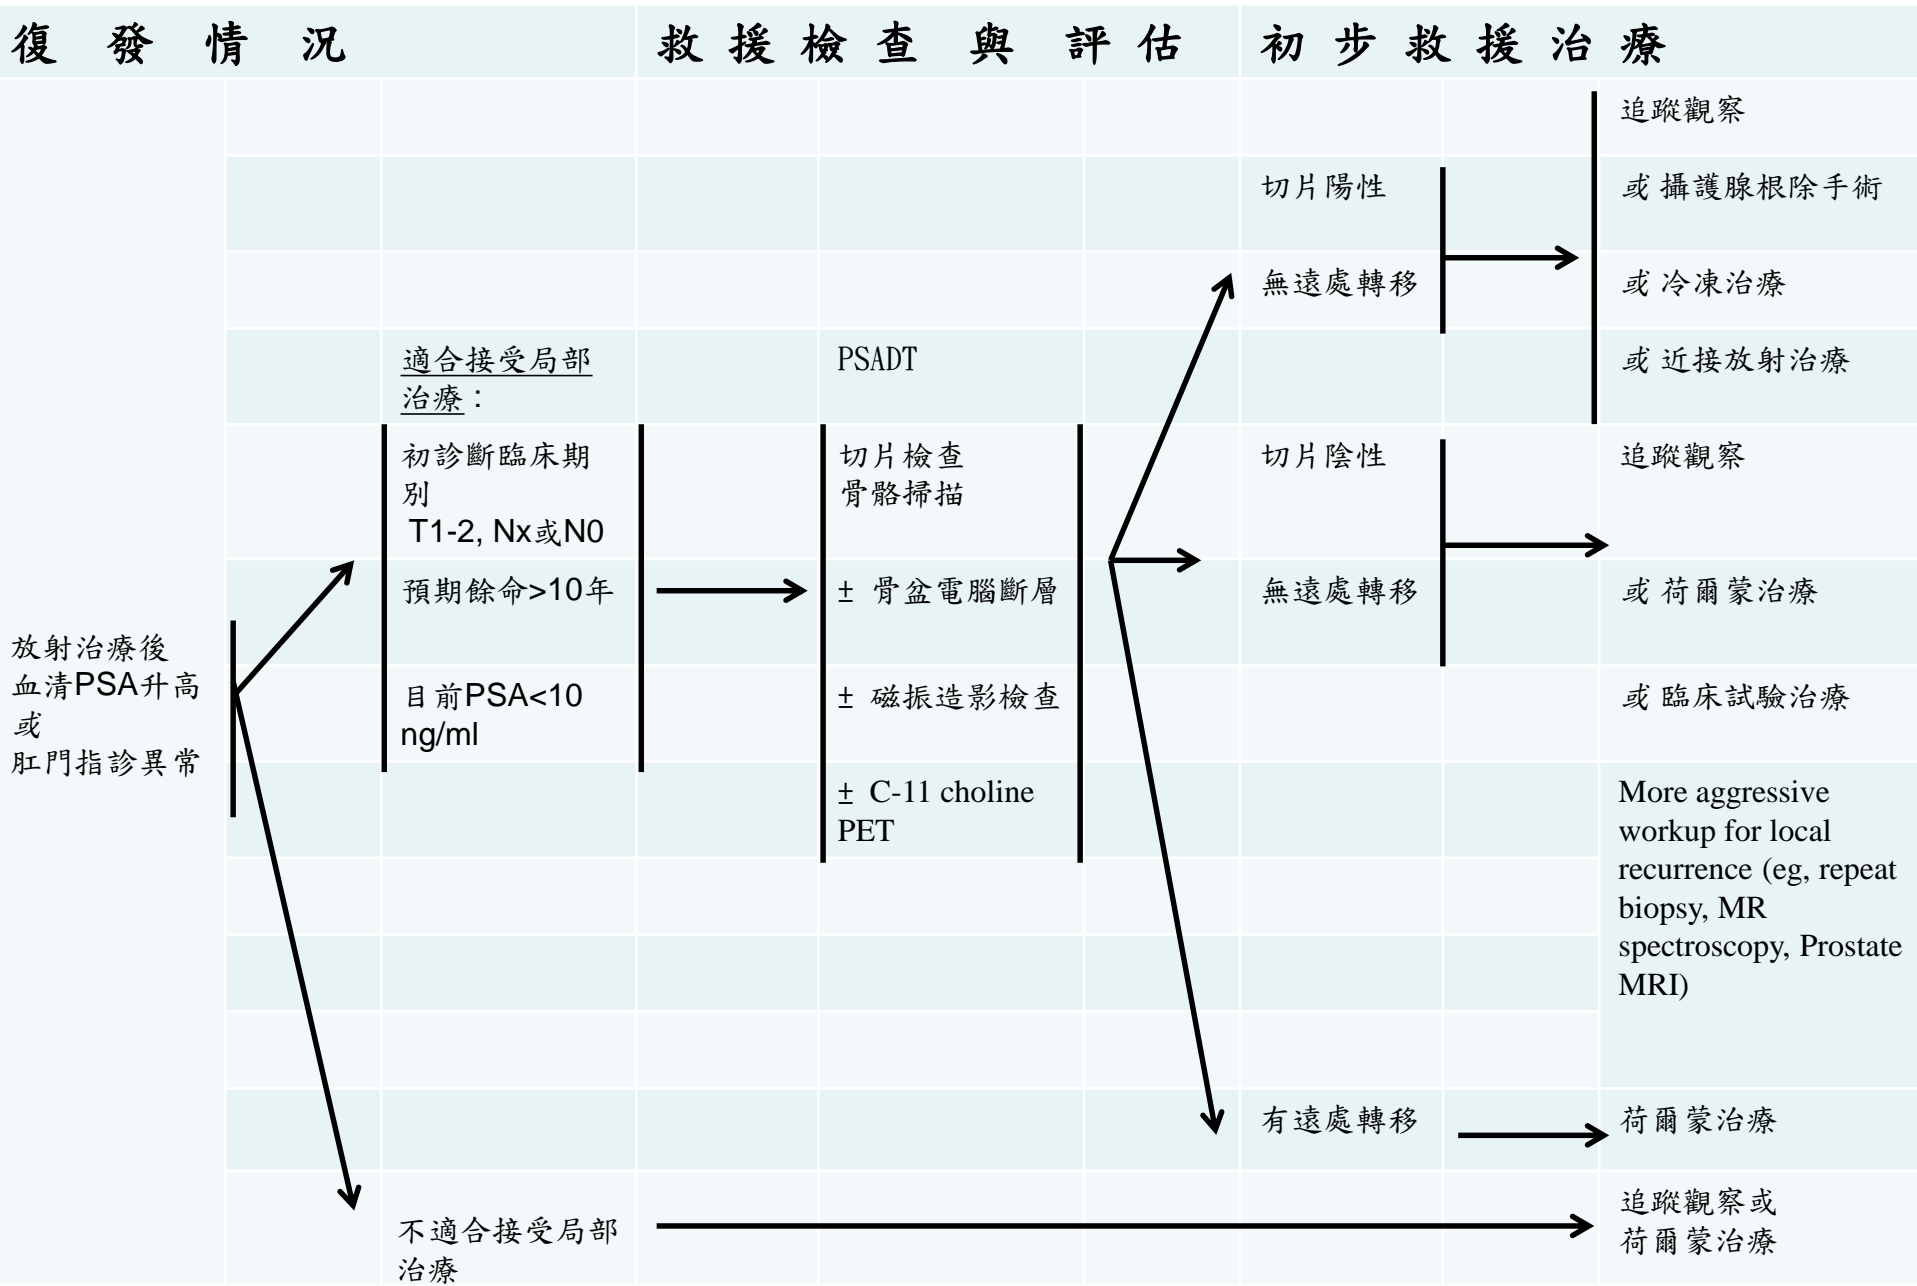 復發情況
救援檢查與評估
初步救援治療
放射治療後
血清PSA升高
或
肛門指診異常
適合接受局部
治療：
初診斷臨床期
別
T1-2, Nx或N0
預期餘命>10年
目前PSA<10
ng/ml
不適合接受局部
治療
PSADT
切片檢查
骨骼掃描
± 骨盆電腦斷層
± 磁振造影檢查
± C-11 choline
PET
切片陽性
無遠處轉移
切片陰性
無遠處轉移
有遠處轉移
追蹤觀察
或 攝護腺根除手術
或 冷凍治療
或 近接放射治療
追蹤觀察
或 荷爾蒙治療
或 臨床試驗治療
More aggressive
workup for local
recurrence (eg, repeat
biopsy, MR
spectroscopy, Prostate
MRI)
荷爾蒙治療
追蹤觀察或
荷爾蒙治療